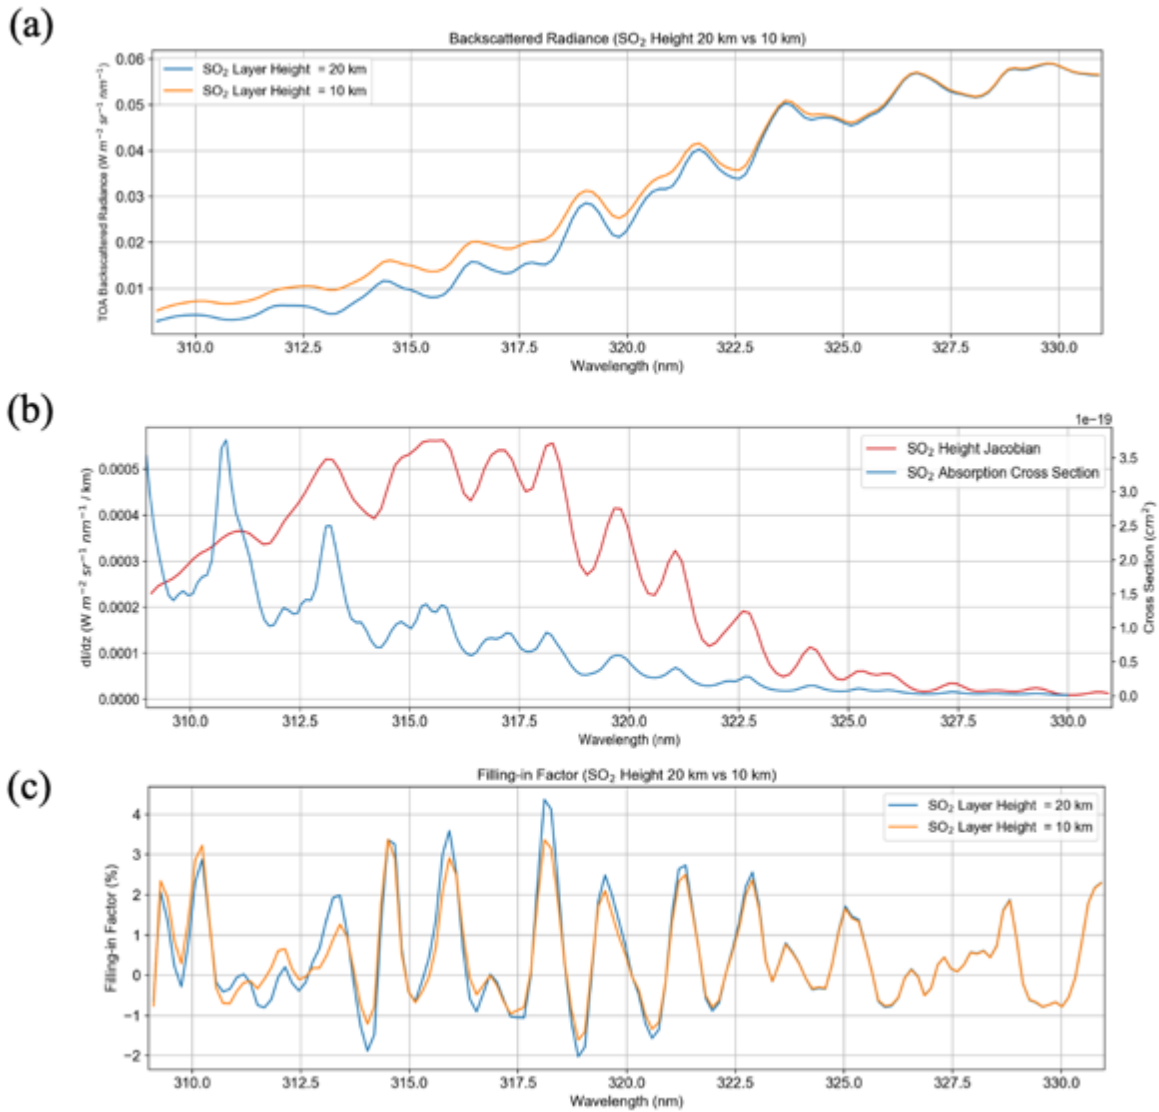 (a)
Backscattered Radiance (SO₂ Height 20 km vs 10 km)
SO₂ Layer Height = 20 km
SO₂ Layer Height = 10 km
TOA Backscattered Radiance (W m⁻² sr⁻¹ nm⁻¹)
0.06
0.05
0.04
0.03
0.02
0.01
310.0 312.5 315.0 317.5 320.0 322.5 325.0 327.5 330.0
Wavelength (nm)
(b)
1e−19
SO₂ Height Jacobian
SO₂ Absorption Cross Section
dI/dz (W m⁻² sr⁻¹ nm⁻¹ / km)
0.0005
0.0004
0.0003
0.0002
0.0001
0.0000
3.5
3.0
2.5
2.0
1.5
1.0
0.5
0.0
Cross Section (cm²)
310.0 312.5 315.0 317.5 320.0 322.5 325.0 327.5 330.0
Wavelength (nm)
(c)
Filling-in Factor (SO₂ Height 20 km vs 10 km)
SO₂ Layer Height = 20 km
SO₂ Layer Height = 10 km
Filling-in Factor (%)
4
3
2
1
0
−1
−2
310.0 312.5 315.0 317.5 320.0 322.5 325.0 327.5 330.0
Wavelength (nm)